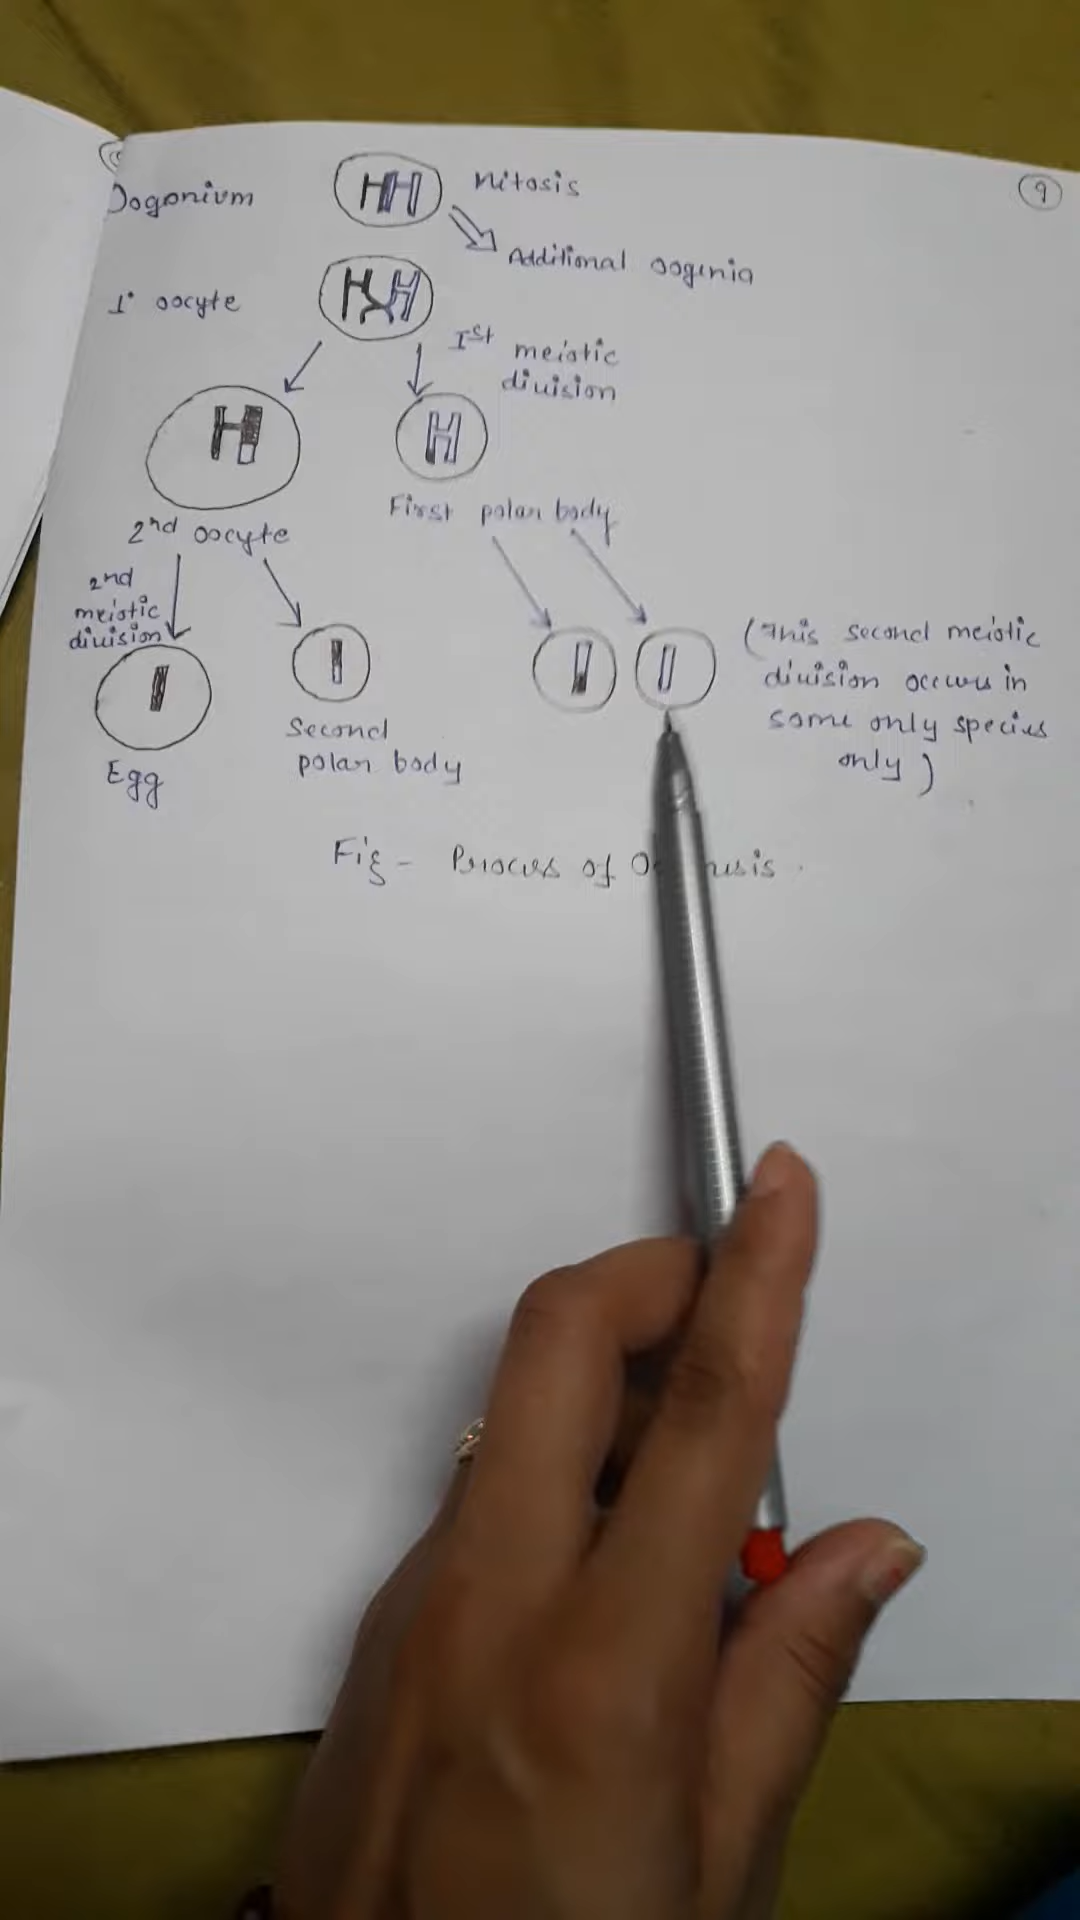 9
Oogonium
Mitosis
Additional oogenia
1° oocyte
Ist meiotic
division
First polar body
2nd oocyte
2nd
meiotic
division
Egg
Second
polar body
(This second meiotic
division occurs in
some only species
only)
Fig - Process of